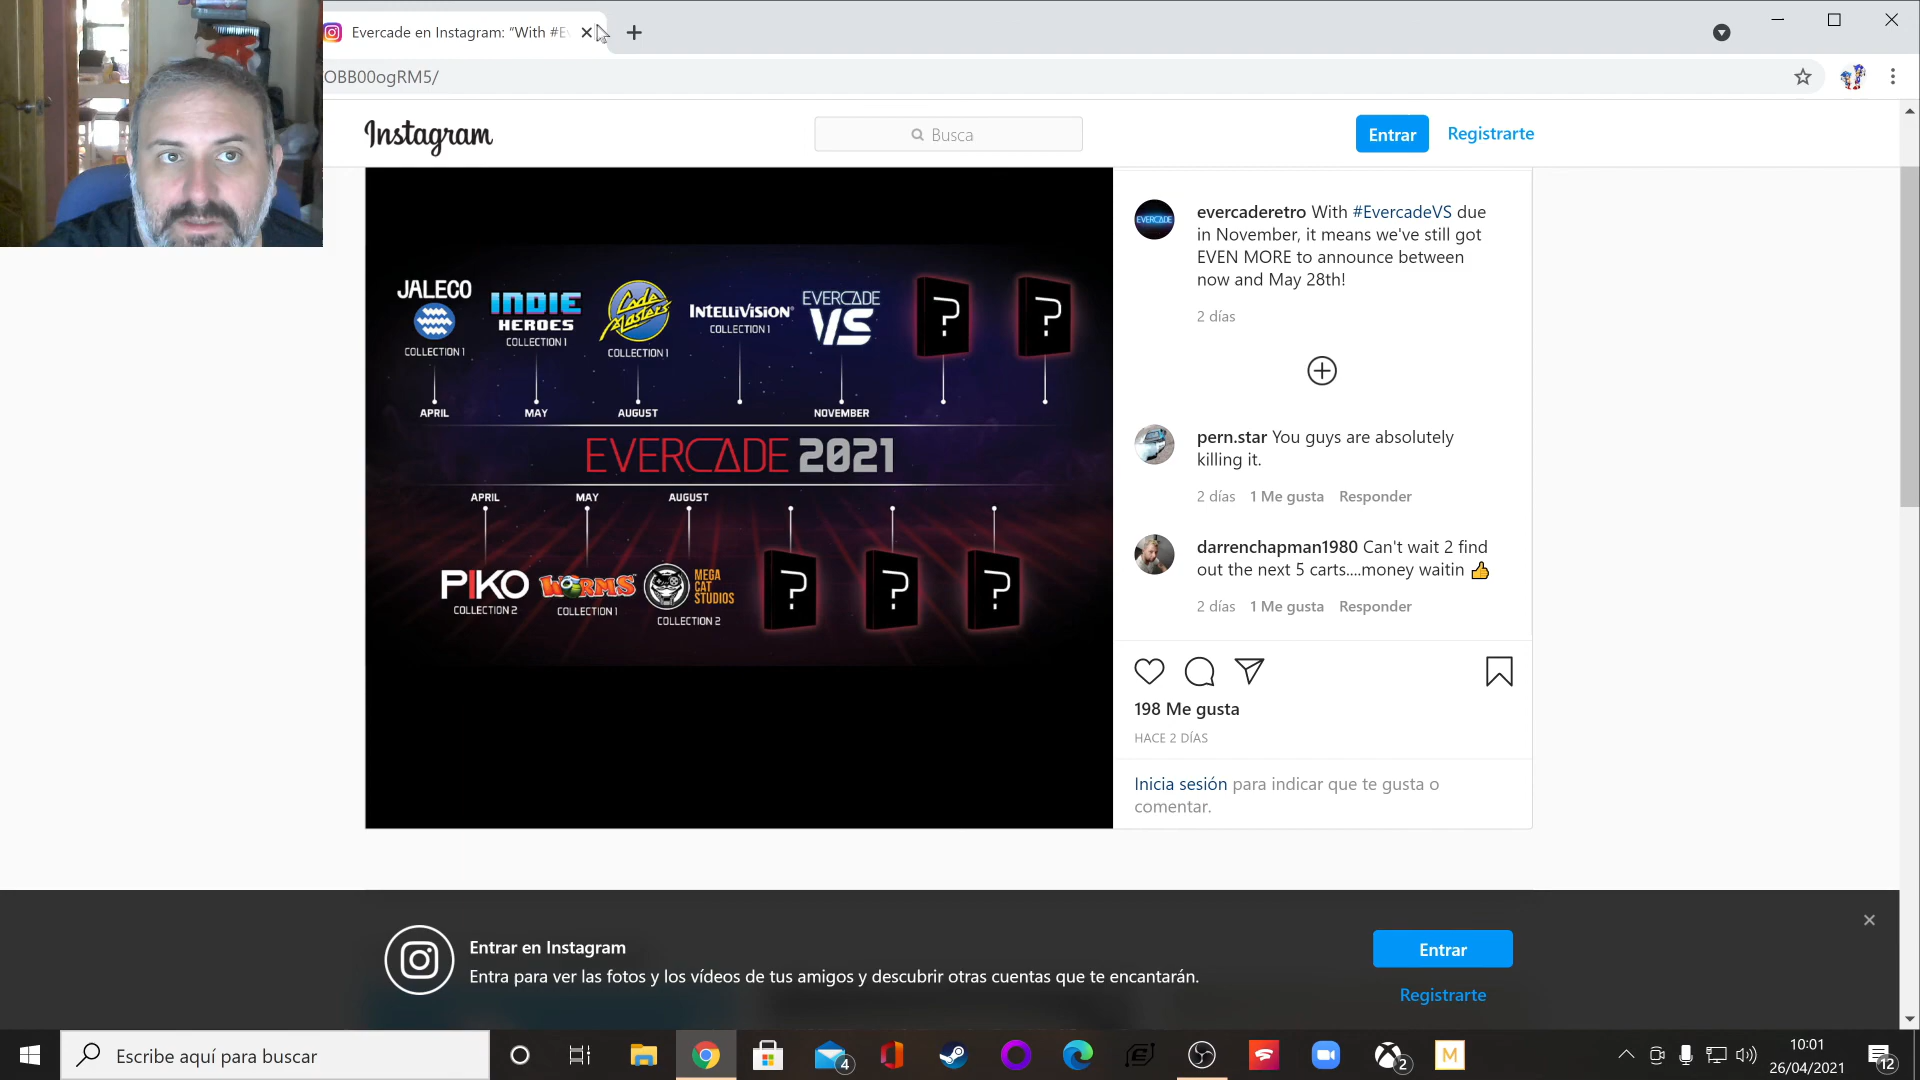 Evercade en Instagram: "With #Ev
OBB00ogRM5/
Instagram
Busca
Entrar
Registrarte
JALECO
COLLECTION 1
INDIE
HEROES
COLLECTION 1
Code
Masters
COLLECTION 1
INTELLIVISION
COLLECTION 1
EVERCADE
VS
?
?
APRIL
MAY
AUGUST
NOVEMBER
EVERCADE 2021
APRIL
MAY
AUGUST
PIKO
COLLECTION 2
WORMS
COLLECTION 1
MEGA
CAT
STUDIOS
COLLECTION 2
?
?
?
EVERCADE
evercaderetro With #EvercadeVS due
in November, it means we've still got
EVEN MORE to announce between
now and May 28th!
2 días
pern.star You guys are absolutely
killing it.
2 días 1 Me gusta Responder
darrenchapman1980 Can't wait 2 find
out the next 5 carts....money waitin 👍
2 días 1 Me gusta Responder
198 Me gusta
HACE 2 DÍAS
Inicia sesión para indicar que te gusta o
comentar.
Entrar en Instagram
Entra para ver las fotos y los vídeos de tus amigos y descubrir otras cuentas que te encantarán.
Entrar
Registrarte
Escribe aquí para buscar
4
2
M
10:01
26/04/2021
12